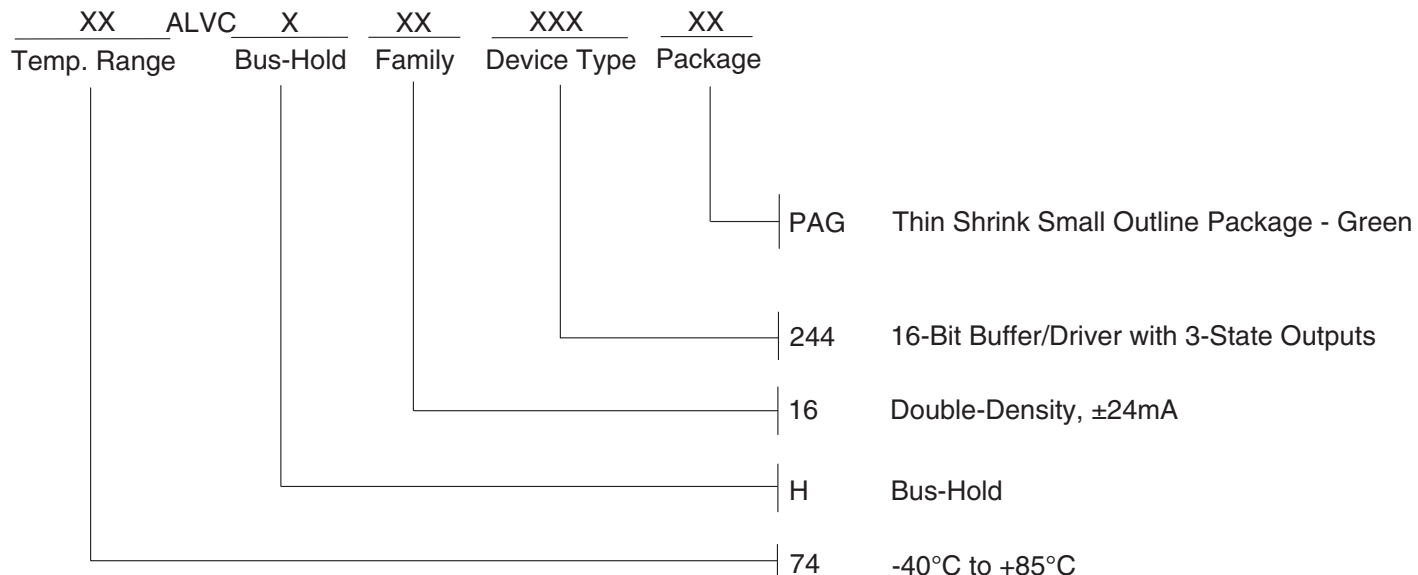 XX ALVC X XX XXX XX
Temp. Range Bus-Hold Family Device Type Package
PAG Thin Shrink Small Outline Package - Green
244 16-Bit Buffer/Driver with 3-State Outputs
16 Double-Density, ±24mA
H Bus-Hold
74 -40°C to +85°C